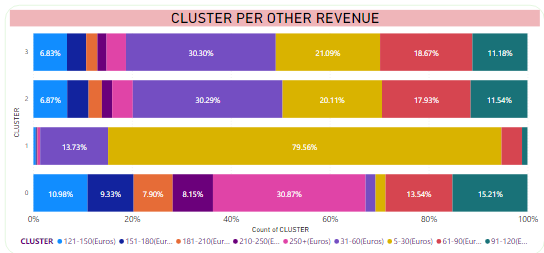 CLUSTER PER OTHER REVENUE
3 6.83% 30.30% 21.09% 18.67% 11.18%
2 6.87% 30.29% 20.11% 17.93% 11.54%
CLUSTER
1 13.73% 79.56%
0 10.98% 9.33% 7.90% 8.15% 30.87% 13.54% 15.21%
0% 20% 40% 60% 80% 100%
Count of CLUSTER
CLUSTER 121-150(Euros) 151-180(Eur... 181-210(Eur... 210-250(E... 250+(Euros) 31-60(Euros) 5-30(Euros) 61-90(Eur... 91-120(E...